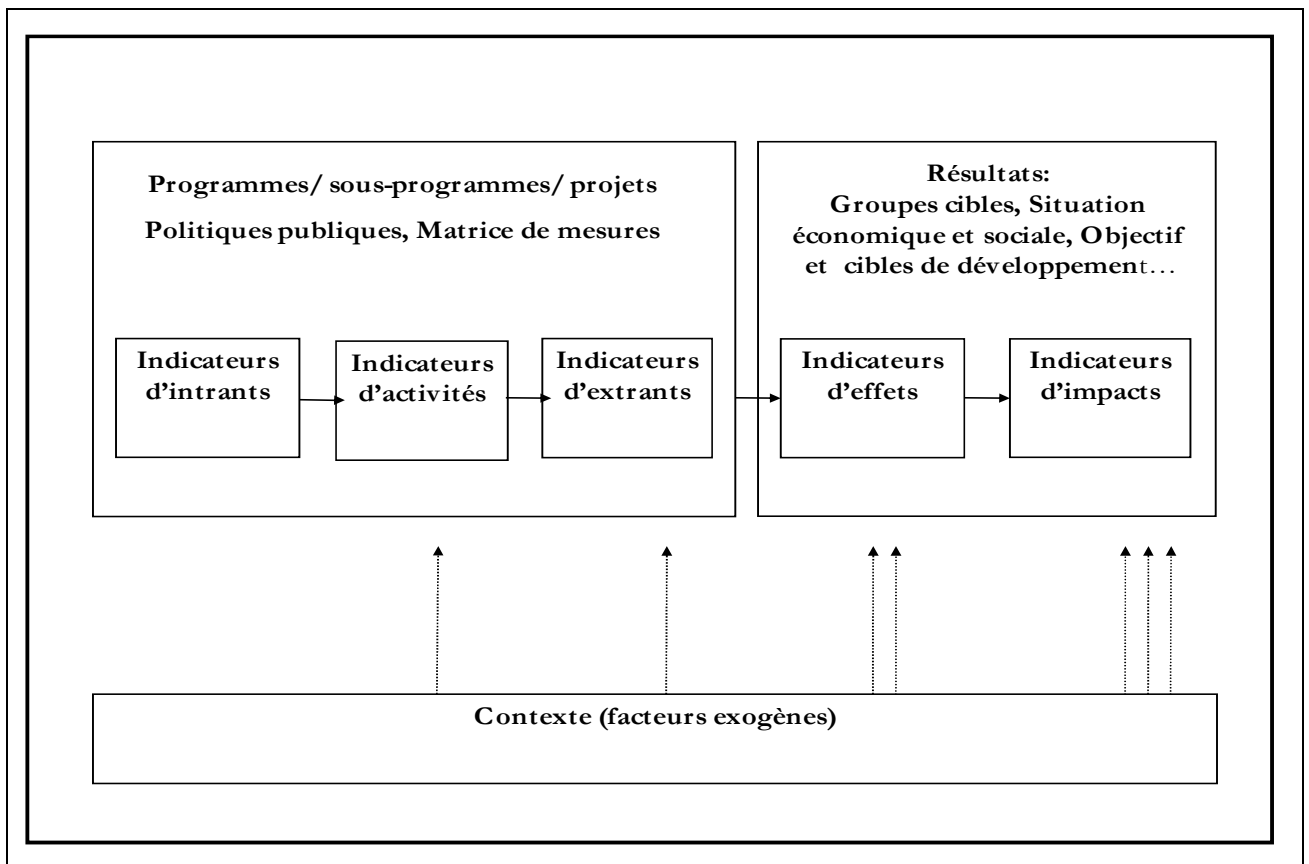 Programmes/ sous-programmes/ projets
Politiques publiques, Matrice de mesures
Indicateurs
d’intrants
Indicateurs
d’activités
Indicateurs
d’extrants
Résultats:
Groupes cibles, Situation
économique et sociale, Objectif
et cibles de développement…
Indicateurs
d’effets
Indicateurs
d’impacts
Contexte (facteurs exogènes)